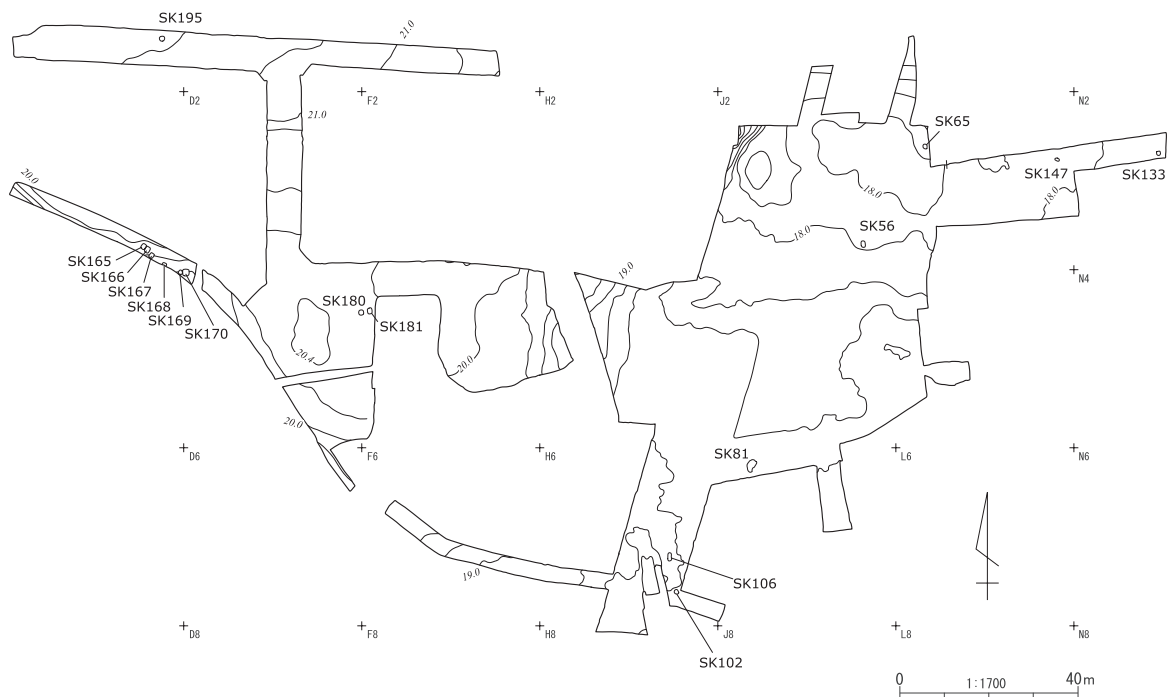 SK195
21.0
D2
F2
H2
J2
N2
21.0
SK65
SK147
SK133
20.0
18.0
18.0
18.0
SK56
SK165
SK166
SK167
SK168
SK169
SK170
19.0
N4
SK180
SK181
20.4
20.0
20.0
D6
F6
H6
SK81
L6
N6
19.0
SK106
D8
F8
H8
J8
L8
N8
SK102
0 1:1700 40m